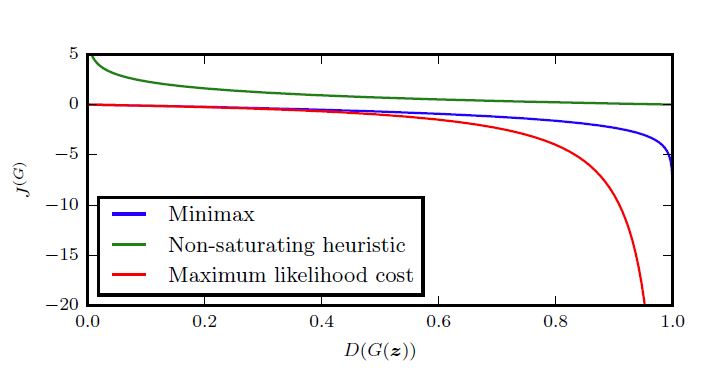 5
0
−5
−10
−15
−20
J^(G)
Minimax
Non-saturating heuristic
Maximum likelihood cost
0.0 0.2 0.4 0.6 0.8 1.0
D(G(z))